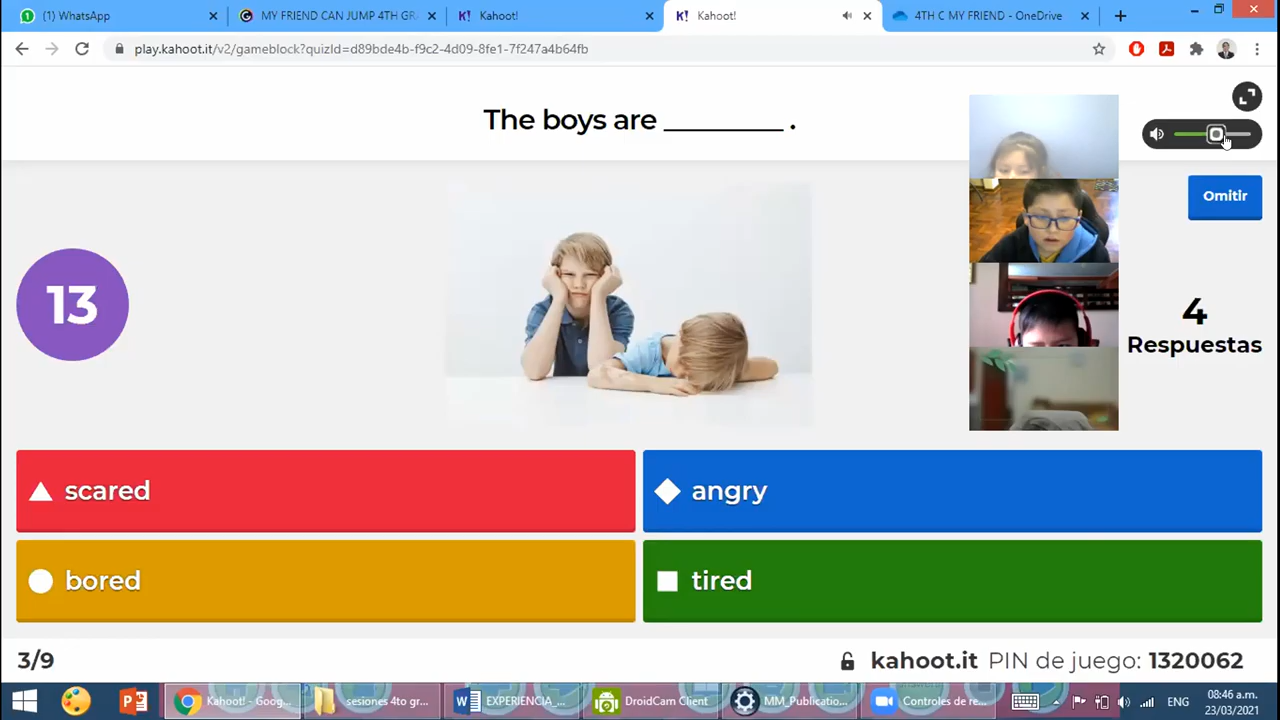 (1) WhatsApp
MY FRIEND CAN JUMP 4TH GR
Kahoot!
Kahoot!
4TH C MY FRIEND - OneDrive
play.kahoot.it/v2/gameblock?quizId=d89bde4b-f9c2-4d09-8fe1-7f247a4b64fb
The boys are ________ .
Omitir
13
4
Respuestas
scared
angry
bored
tired
3/9
kahoot.it PIN de juego: 1320062
Kahoot! - Goog...
sesiones 4to gr...
EXPERIENCIA_...
DroidCam Client
MM_Publicatio...
Controles de re...
ENG
08:46 a.m.
23/03/2021